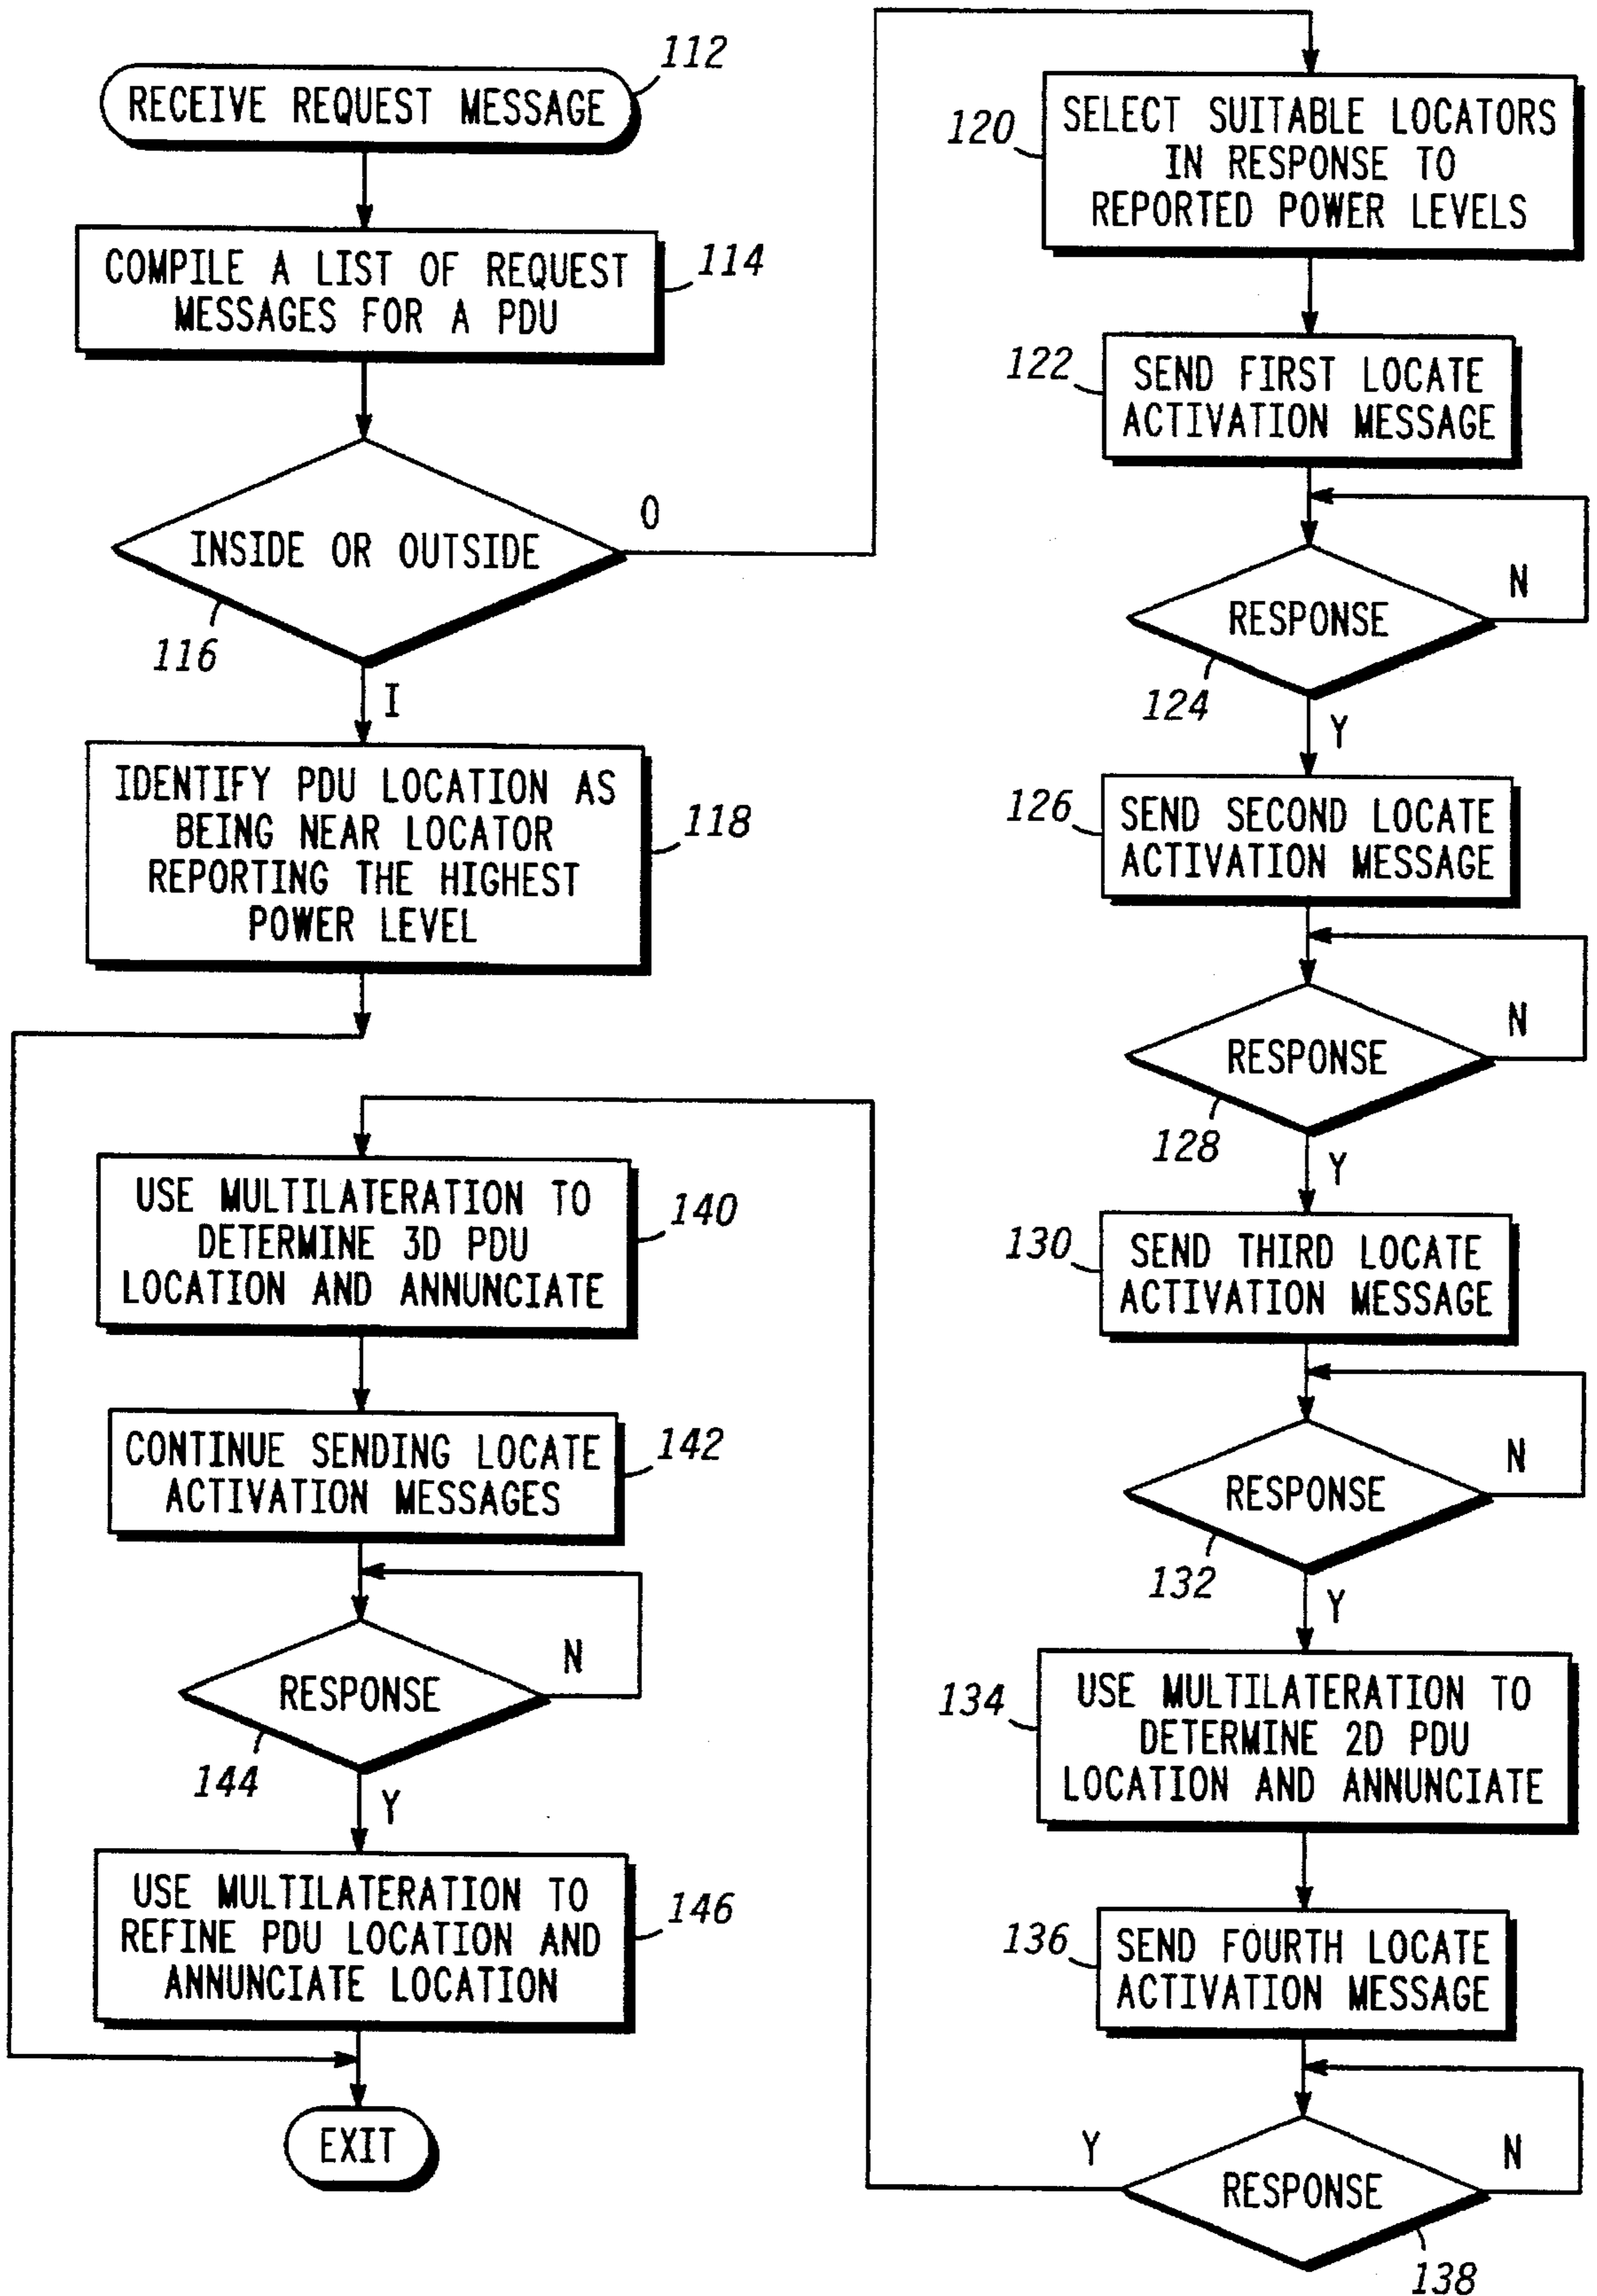 RECEIVE REQUEST MESSAGE
112
COMPILE A LIST OF REQUEST
MESSAGES FOR A PDU
114
INSIDE OR OUTSIDE
O
116
I
IDENTIFY PDU LOCATION AS
BEING NEAR LOCATOR
REPORTING THE HIGHEST
POWER LEVEL
118
120
SELECT SUITABLE LOCATORS
IN RESPONSE TO
REPORTED POWER LEVELS
122
SEND FIRST LOCATE
ACTIVATION MESSAGE
RESPONSE
N
124
Y
126
SEND SECOND LOCATE
ACTIVATION MESSAGE
RESPONSE
N
128
Y
130
SEND THIRD LOCATE
ACTIVATION MESSAGE
RESPONSE
N
132
Y
134
USE MULTILATERATION TO
DETERMINE 2D PDU
LOCATION AND ANNUNCIATE
136
SEND FOURTH LOCATE
ACTIVATION MESSAGE
Y
RESPONSE
N
138
USE MULTILATERATION TO
DETERMINE 3D PDU
LOCATION AND ANNUNCIATE
140
CONTINUE SENDING LOCATE
ACTIVATION MESSAGES
142
RESPONSE
N
144
Y
USE MULTILATERATION TO
REFINE PDU LOCATION AND
ANNUNCIATE LOCATION
146
EXIT